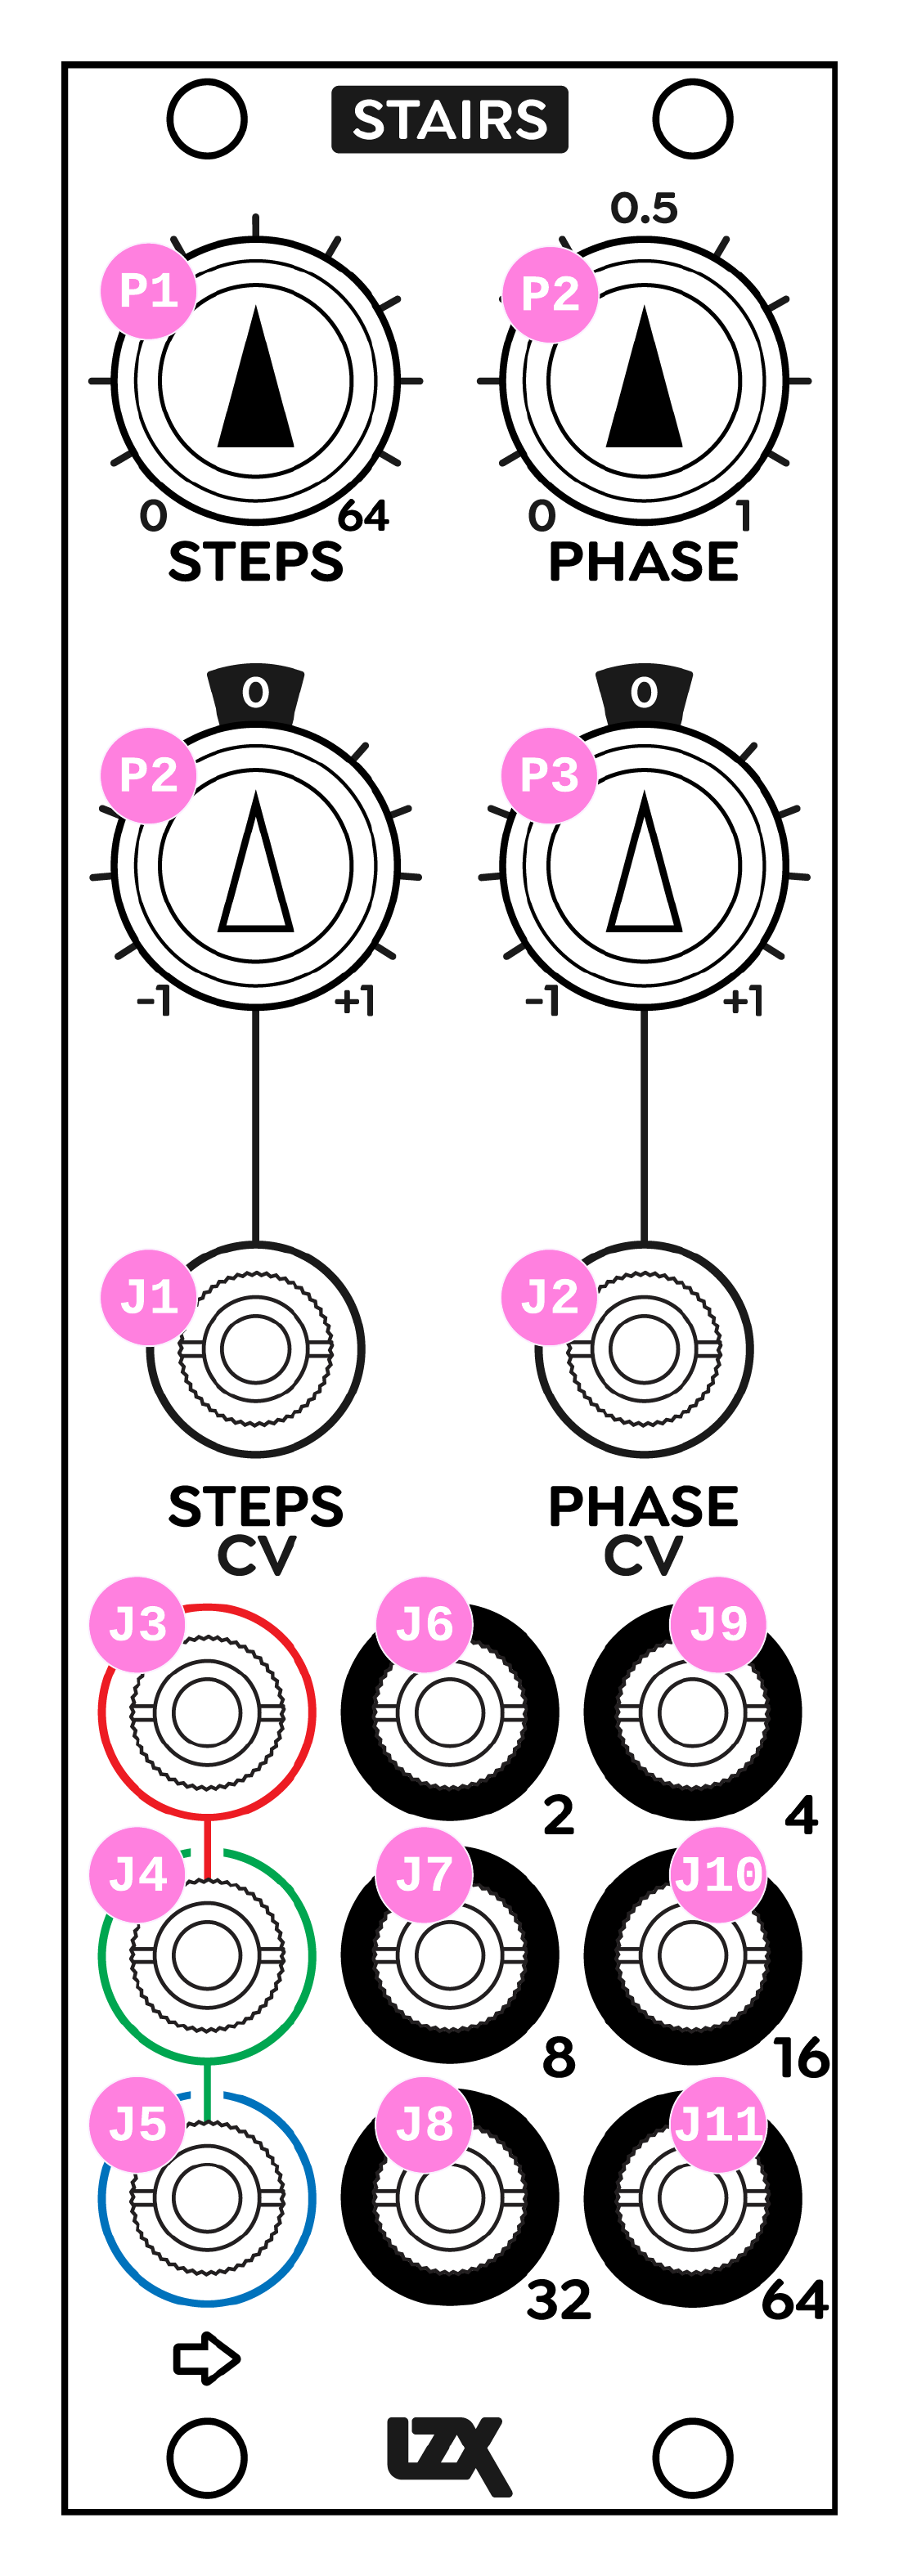 STAIRS
0.5
P1 P2
0 64 0 1
STEPS PHASE
0 0
P2 P3
-1 +1 -1 +1
J1 J2
STEPS PHASE
CV CV
J3 J6 J9
2 4
J4 J7 J10
8 16
J5 J8 J11
32 64
LZX